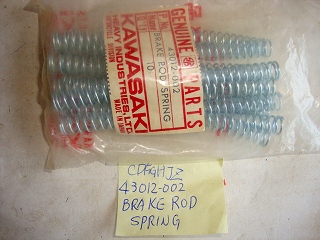 GENUINE PARTS
43012-002
BRAKE ROD SPRING
10
KAWASAKI
HEAVY INDUSTRIES, LTD.
MADE IN JAPAN
43012-002
BRAKE ROD
SPRING